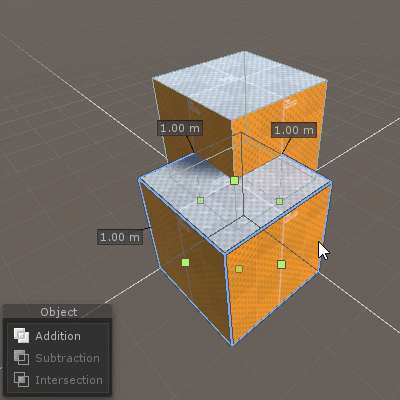 1.00 m
1.00 m
1.00 m
Object
Addition
Subtraction
Intersection